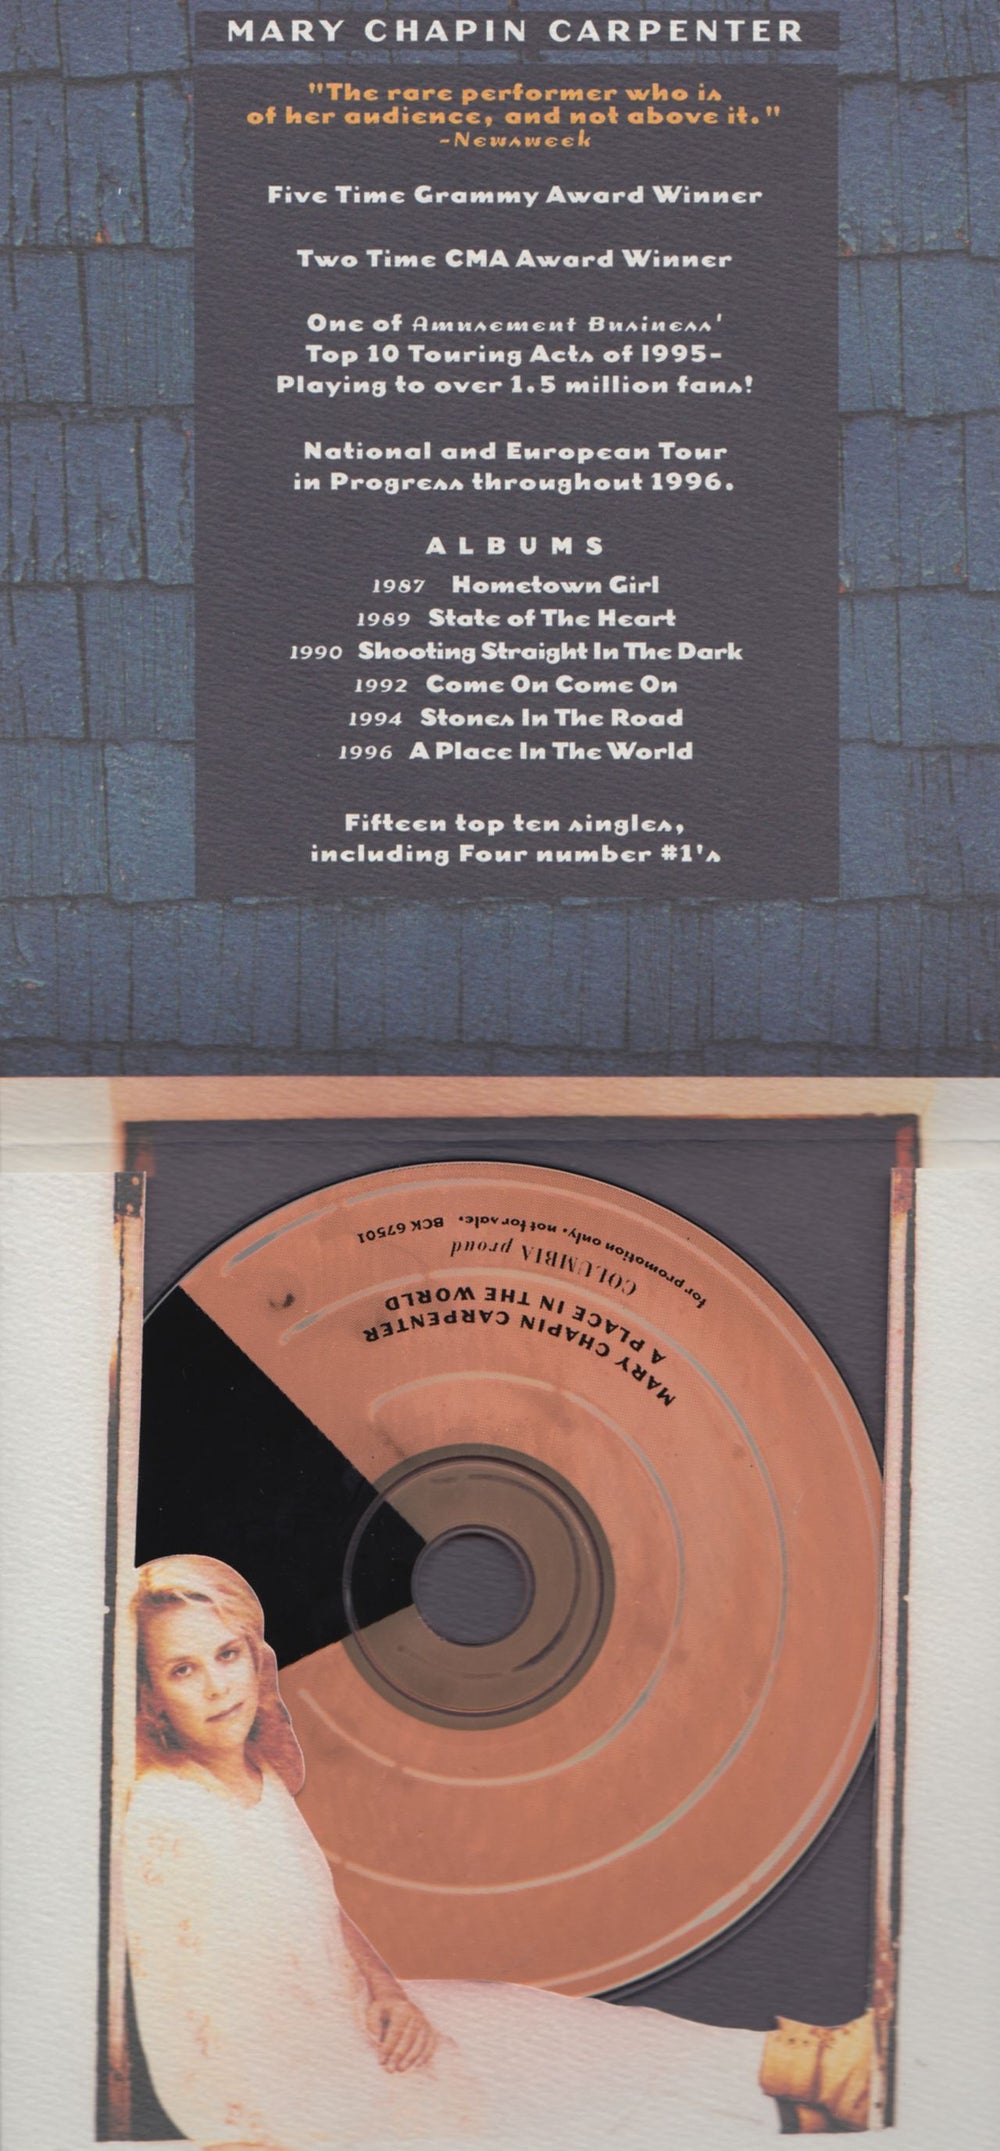 MARY CHAPIN CARPENTER
"The rare performer who is
of her audience, and not above it."
-Newsweek
Five Time Grammy Award Winner
Two Time CMA Award Winner
One of Amusement Business'
Top 10 Touring Acts of 1995-
Playing to over 1.5 million fans!
National and European Tour
in Progress throughout 1996.
ALBUMS
1987 Hometown Girl
1989 State of The Heart
1990 Shooting Straight In The Dark
1992 Come On Come On
1994 Stones In The Road
1996 A Place In The World
Fifteen top ten singles,
including Four number #1's
MARY CHAPIN CARPENTER
A PLACE IN THE WORLD
COLUMBIA proud
for promotion only, not for sale. BCK 67501